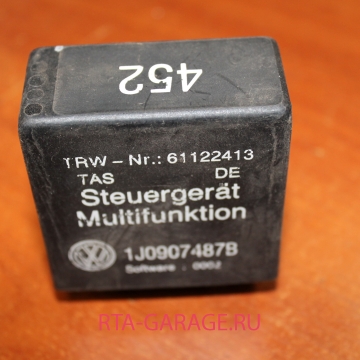 452
TRW – Nr.: 61122413
TAS DE
Steuergerät
Multifunktion
1J0907487B
Software : 0002
RTA-GARAGE.RU